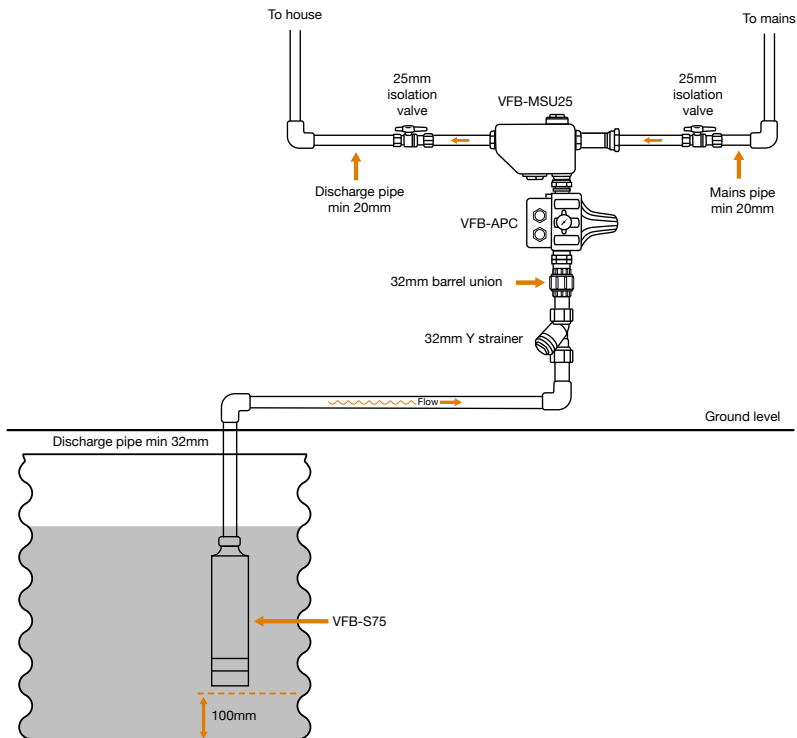 To house
To mains
25mm
isolation
valve
VFB-MSU25
25mm
isolation
valve
Discharge pipe
min 20mm
Mains pipe
min 20mm
VFB-APC
32mm barrel union
32mm Y strainer
Flow
Ground level
Discharge pipe min 32mm
VFB-S75
100mm